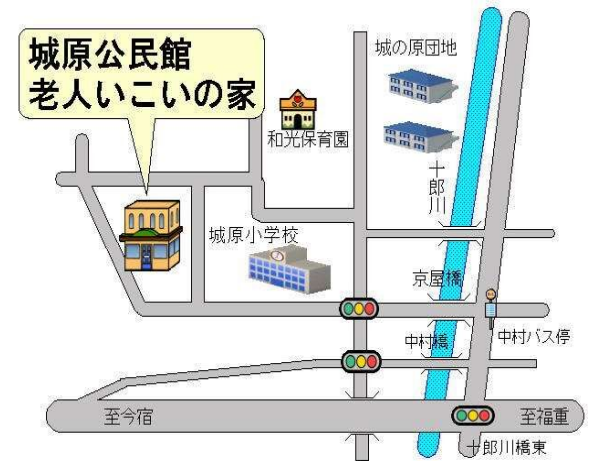 城原公民館
老人いこいの家
城の原団地
和光保育園
十郎川
城原小学校
京屋橋
中村橋
中村バス停
至今宿
至福重
十郎川橋東